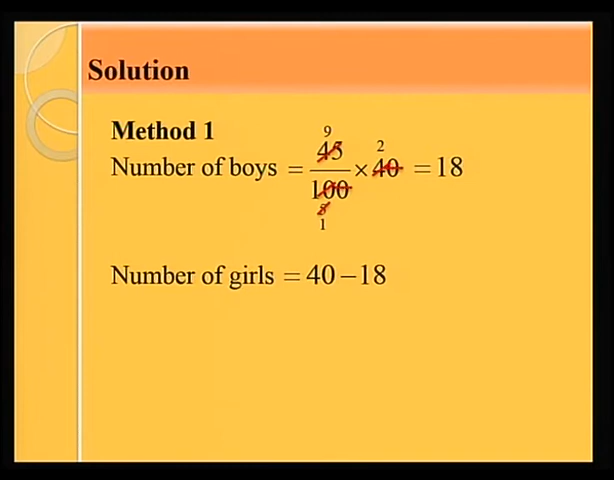 Solution
Method 1
Number of boys = 45/100 × 40 = 18
9
2
5
1
Number of girls = 40 – 18